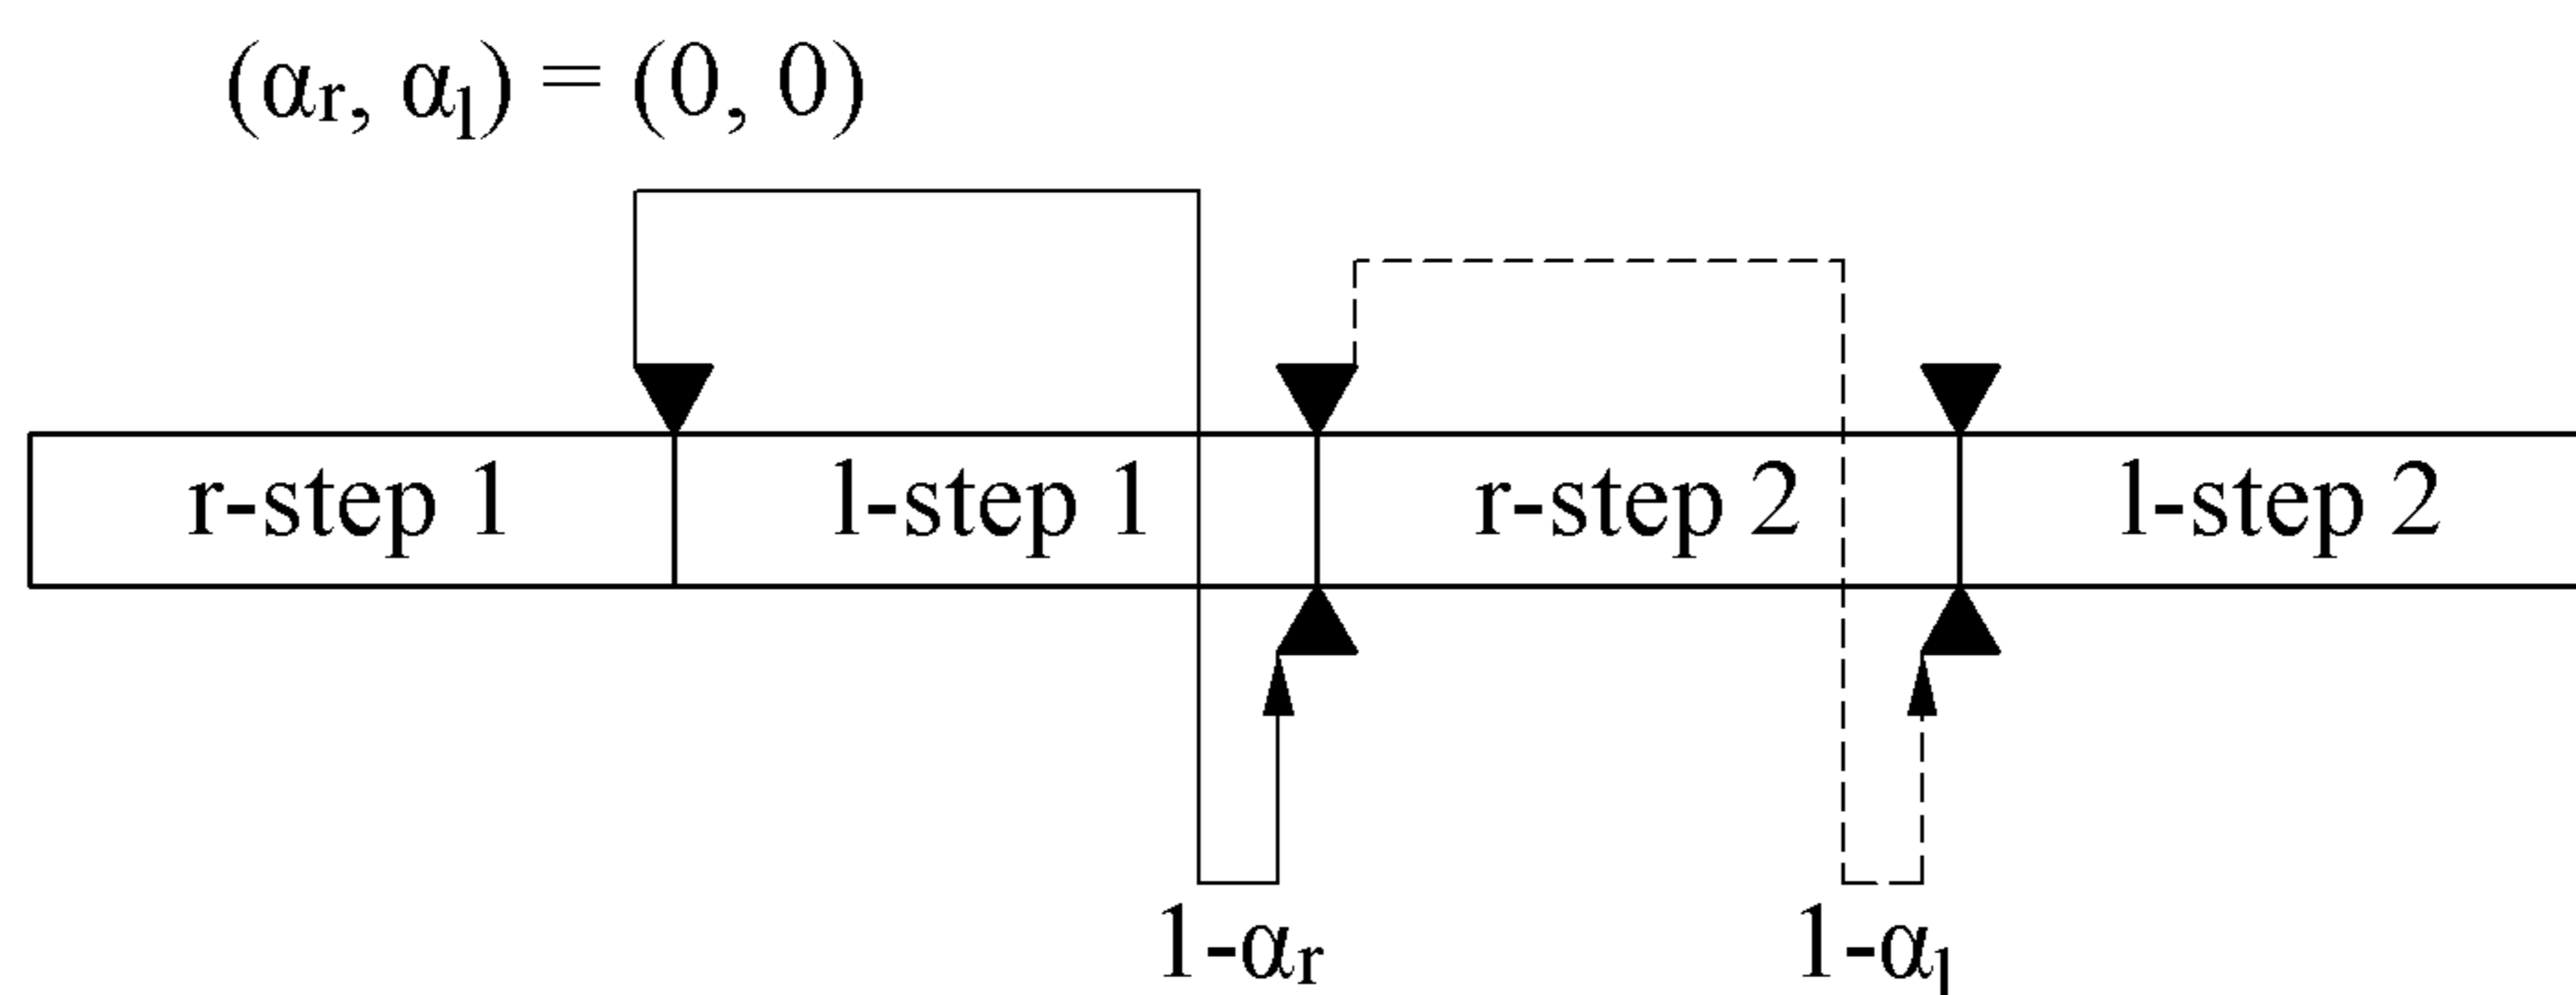 (αr, αl) = (0, 0)
r-step 1
l-step 1
r-step 2
l-step 2
1-αr
1-αl